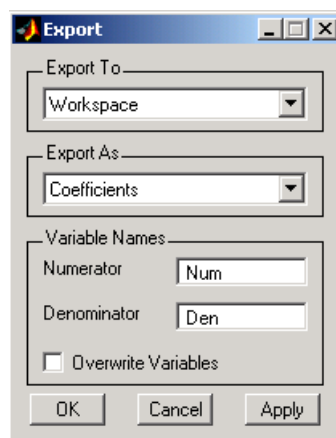 Export
Export To
Workspace
Export As
Coefficients
Variable Names
Numerator Num
Denominator Den
Overwrite Variables
OK Cancel Apply